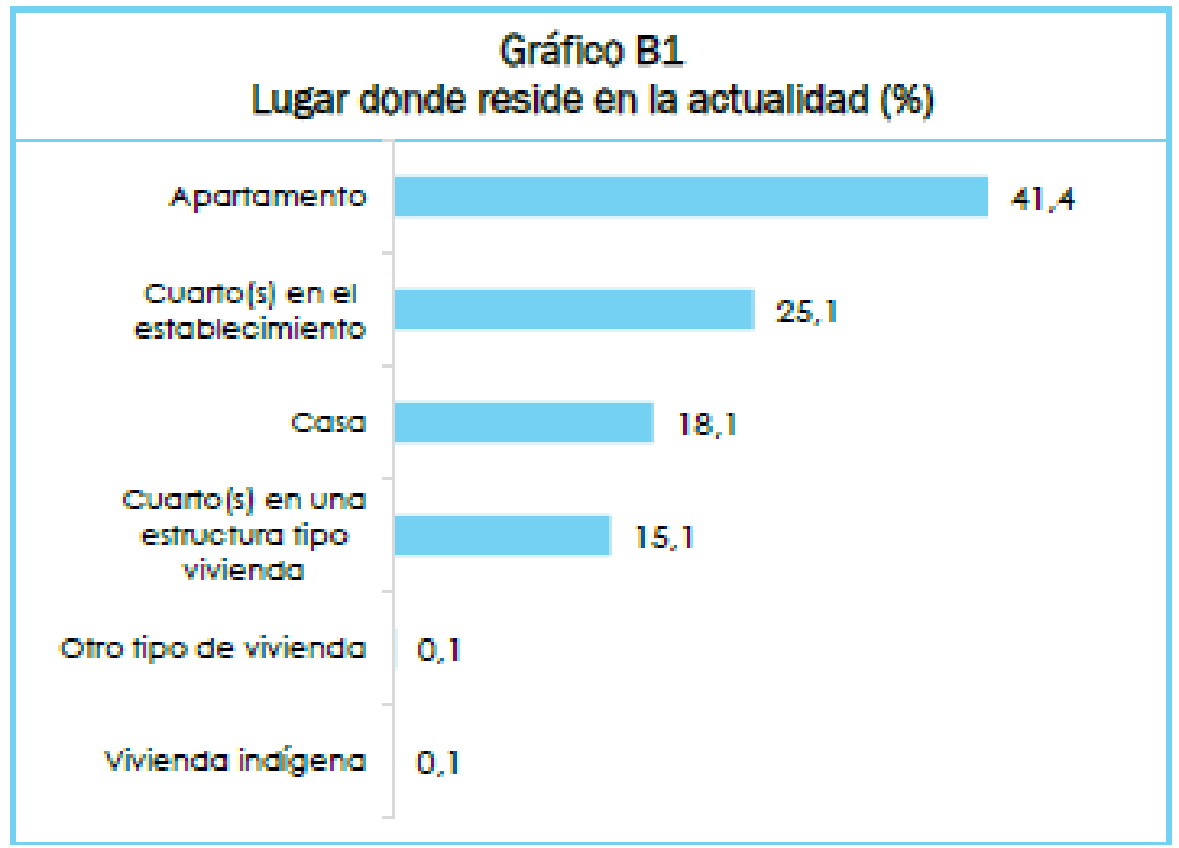 Gráfico B1
Lugar donde reside en la actualidad (%)
Apartamento
41,4
Cuarto(s) en el
establecimiento
25,1
Casa
18,1
Cuarto(s) en una
estructura tipo
vivienda
15,1
Otro tipo de vivienda
0,1
Vivienda indígena
0,1